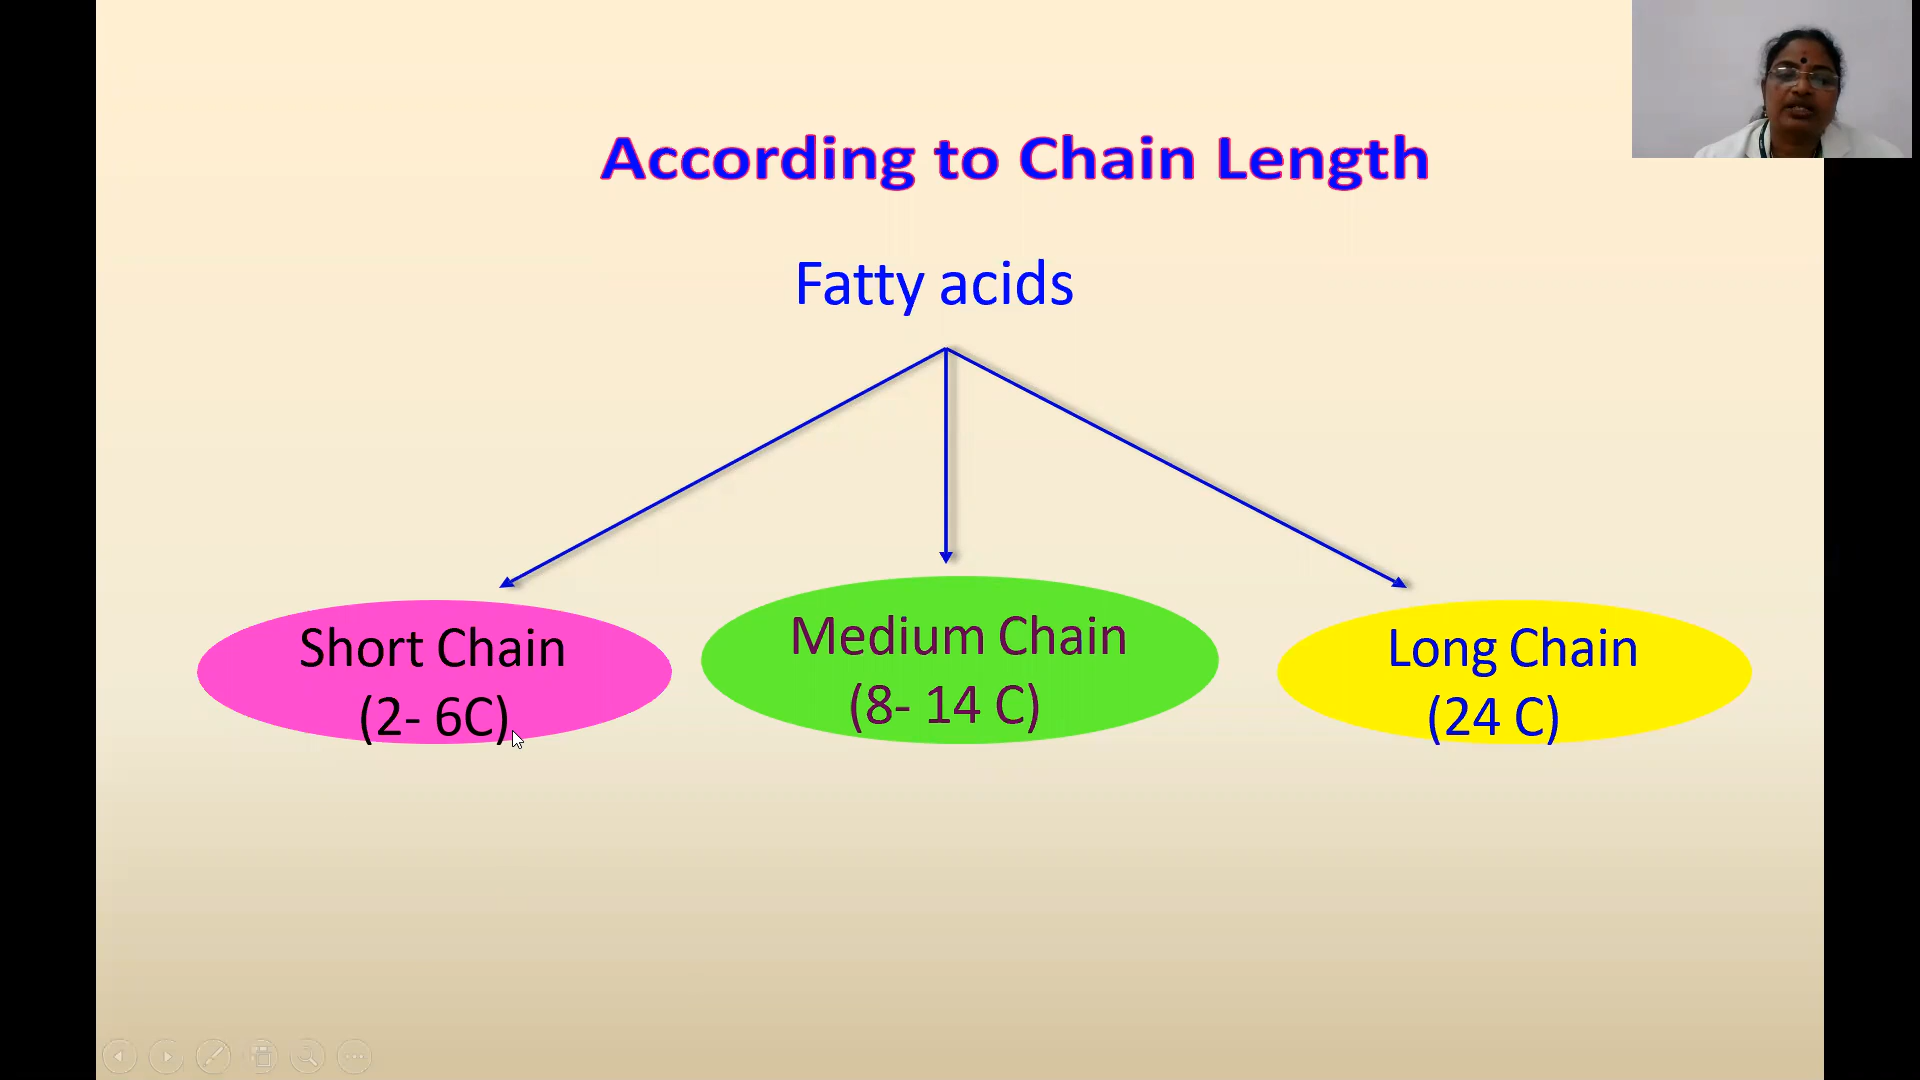 According to Chain Length
Fatty acids
Short Chain
(2- 6C)
Medium Chain
(8- 14 C)
Long Chain
(24 C)